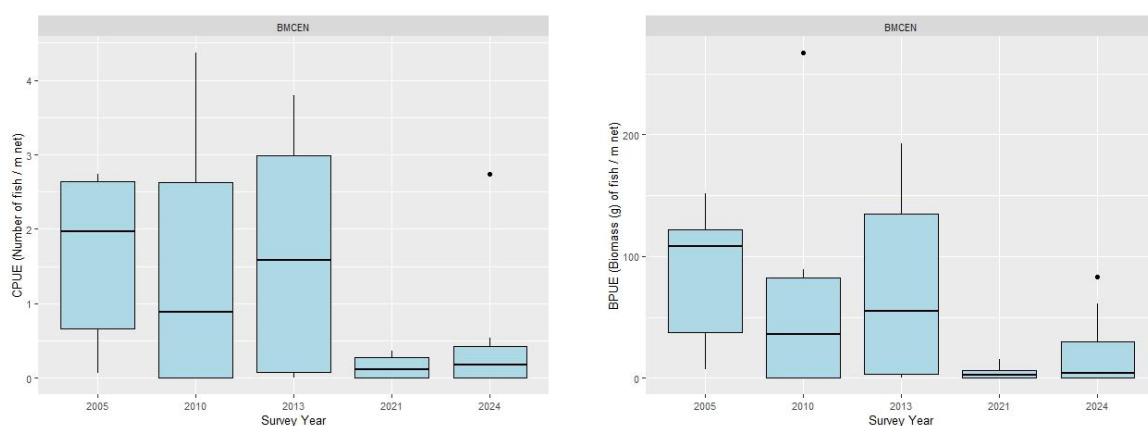 BMCEN
CPUE (Number of fish / m net)
4
3
2
1
0
2005 2010 2013 2021 2024
Survey Year
BMCEN
BPUE (Biomass (g) of fish / m net)
200
100
0
2005 2010 2013 2021 2024
Survey Year